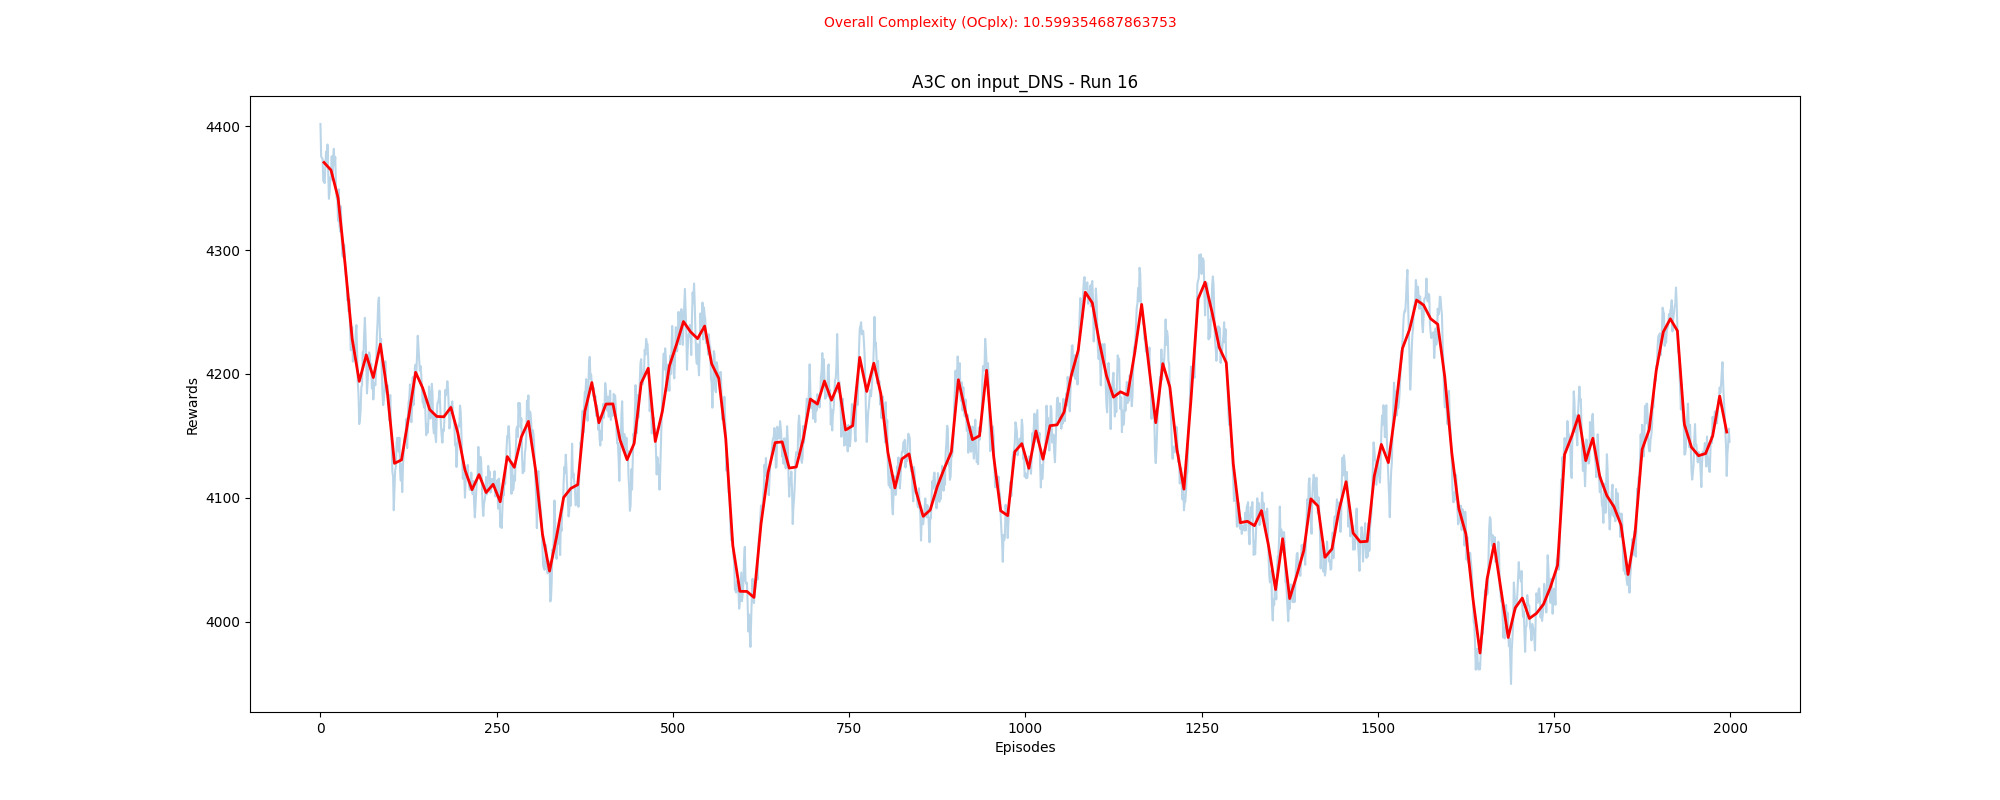 Overall Complexity (OCplx): 10.599354687863753
A3C on input_DNS - Run 16
4400
4300
4200
4100
4000
Rewards
0 250 500 750 1000 1250 1500 1750 2000
Episodes